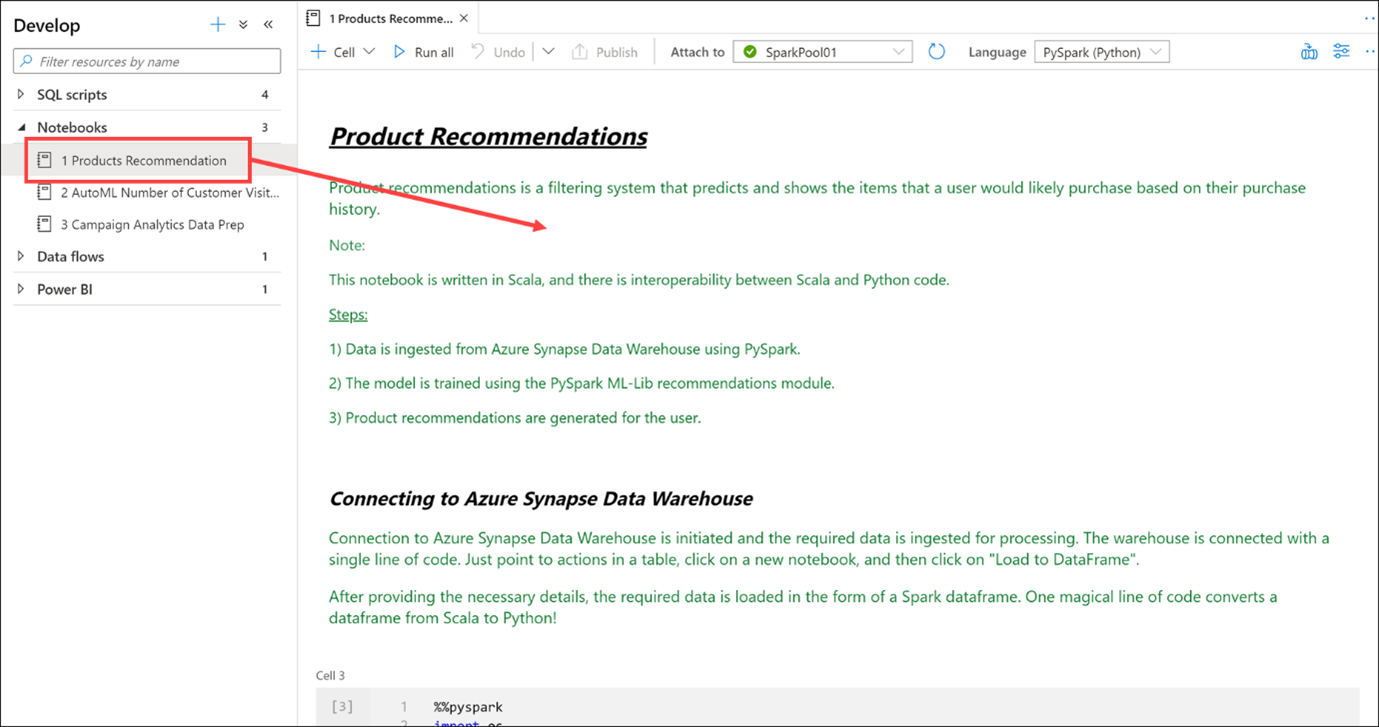 Develop
Filter resources by name
SQL scripts 4
Notebooks 3
1 Products Recommendation
2 AutoML Number of Customer Visit...
3 Campaign Analytics Data Prep
Data flows 1
Power BI 1
1 Products Recomme...
Cell Run all Undo Publish Attach to SparkPool01 Language PySpark (Python)
Product Recommendations
Product recommendations is a filtering system that predicts and shows the items that a user would likely purchase based on their purchase
history.
Note:
This notebook is written in Scala, and there is interoperability between Scala and Python code.
Steps:
1) Data is ingested from Azure Synapse Data Warehouse using PySpark.
2) The model is trained using the PySpark ML-Lib recommendations module.
3) Product recommendations are generated for the user.
Connecting to Azure Synapse Data Warehouse
Connection to Azure Synapse Data Warehouse is initiated and the required data is ingested for processing. The warehouse is connected with a
single line of code. Just point to actions in a table, click on a new notebook, and then click on "Load to DataFrame".
After providing the necessary details, the required data is loaded in the form of a Spark dataframe. One magical line of code converts a
dataframe from Scala to Python!
Cell 3
[3] 1 %%pyspark
2 import os